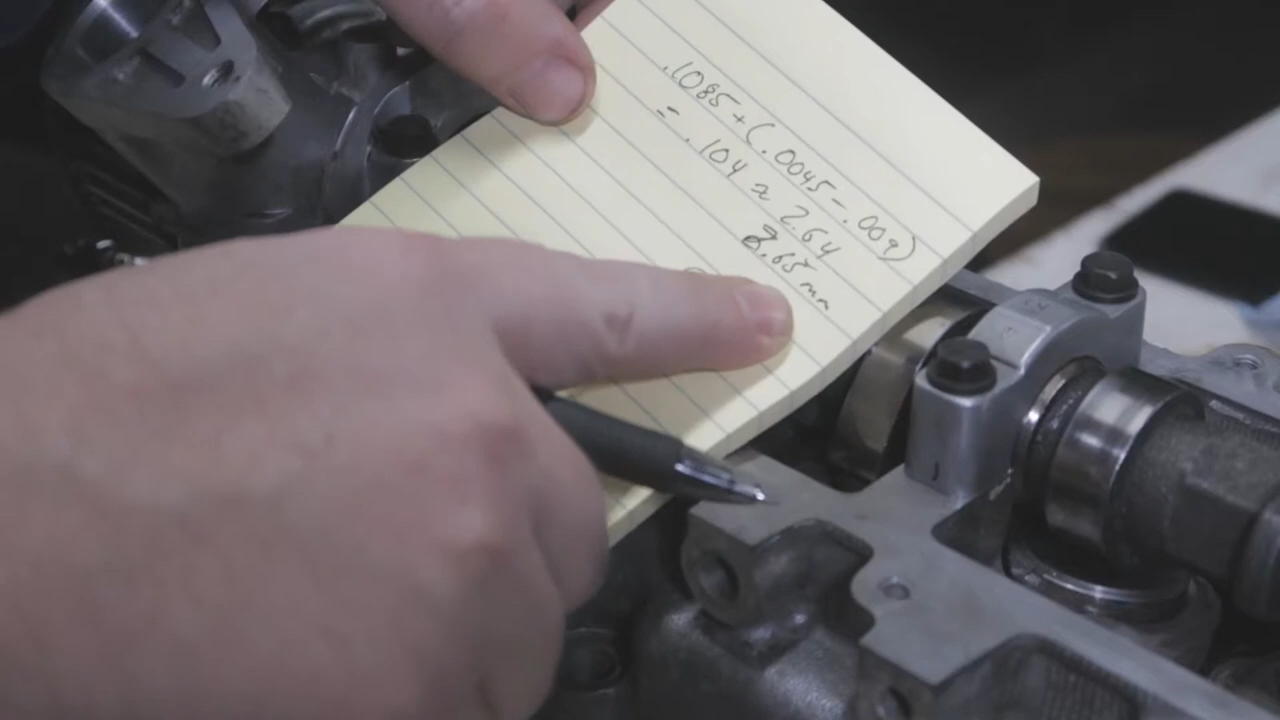 .1085+(.0045-.009)
= .104 ≈ 2.64
2.65 mm